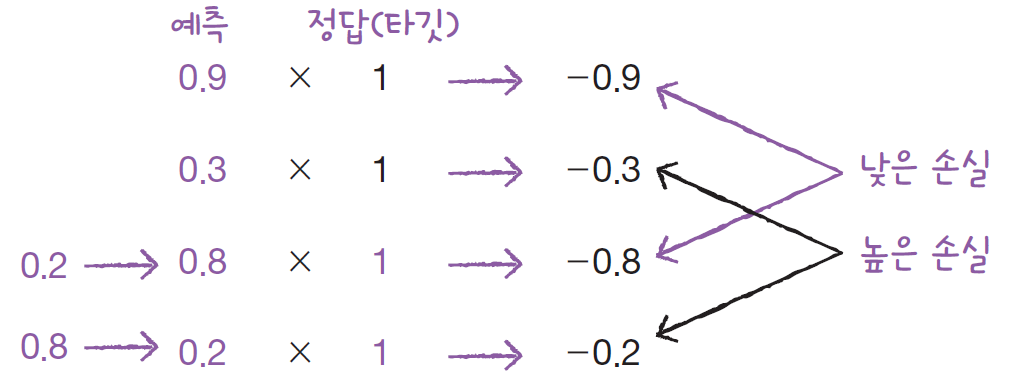 예측 정답(타깃)
0.9 × 1 → −0.9
0.3 × 1 → −0.3
낮은 손실
0.2 → 0.8 × 1 → −0.8
높은 손실
0.8 → 0.2 × 1 → −0.2